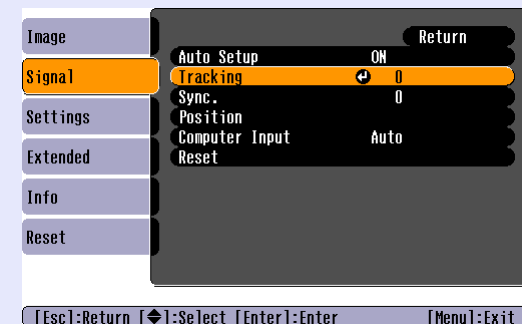 Image
Signal
Settings
Extended
Info
Reset
Return
Auto Setup ON
Tracking 0
Sync. 0
Position
Computer Input Auto
Reset
[Esc]:Return [◆]:Select [Enter]:Enter [Menu]:Exit